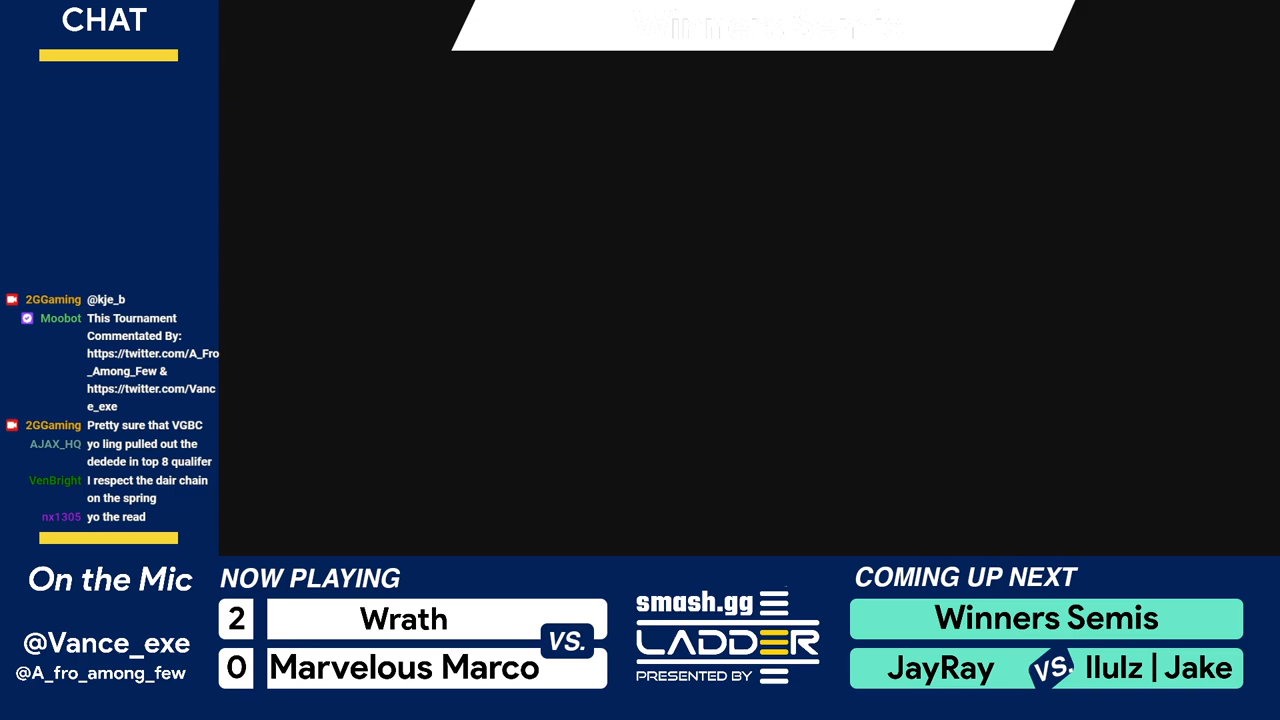 CHAT
Winners Semis
2GGaming @kje_b
Moobot This Tournament
Commentated By:
https://twitter.com/A_Fro
_Among_Few &
https://twitter.com/Vanc
e_exe
2GGaming Pretty sure that VGBC
AJAX_HQ yo ling pulled out the
dedede in top 8 qualifer
VenBright I respect the dair chain
on the spring
nx1305 yo the read
On the Mic
@Vance_exe
@A_fro_among_few
NOW PLAYING
2 Wrath
VS.
0 Marvelous Marco
smash.gg
LADDER
PRESENTED BY
COMING UP NEXT
Winners Semis
JayRay VS. llulz | Jake